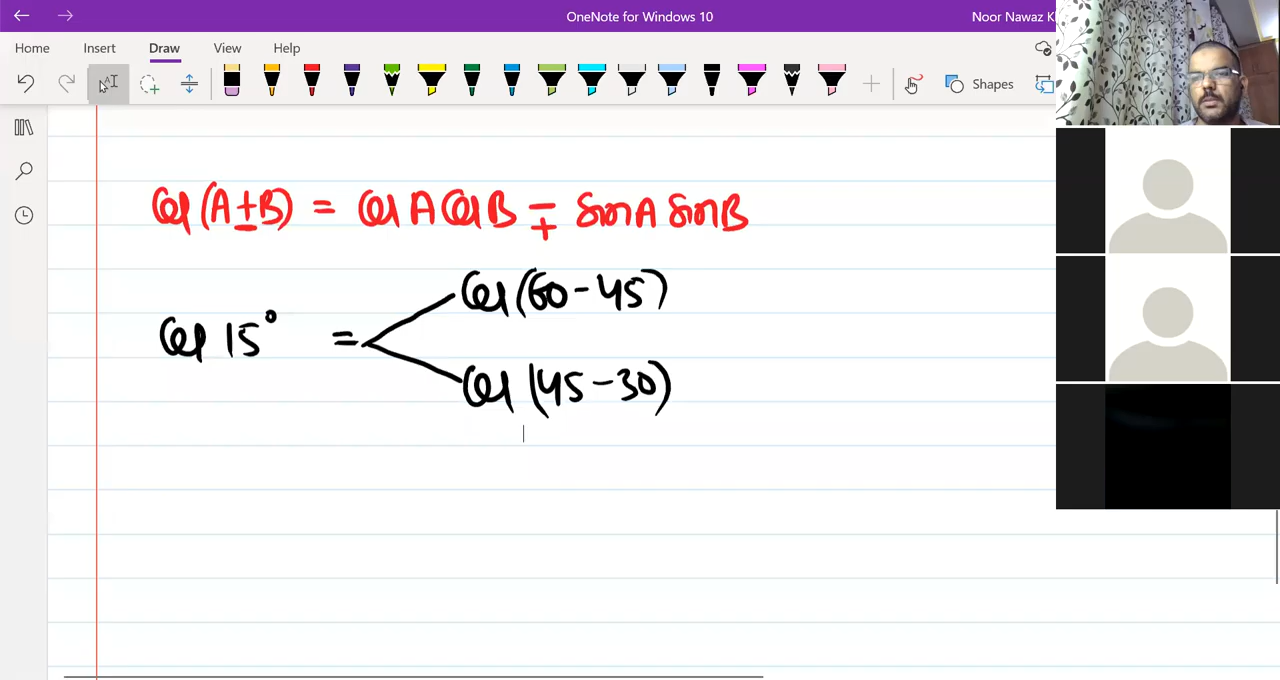 OneNote for Windows 10
Noor Nawaz K
Home Insert Draw View Help
Shapes
Cos (A±B) = Cos A Cos B ∓ Sin A Sin B
Cos (60-45)
Cos 15° =
Cos (45-30)